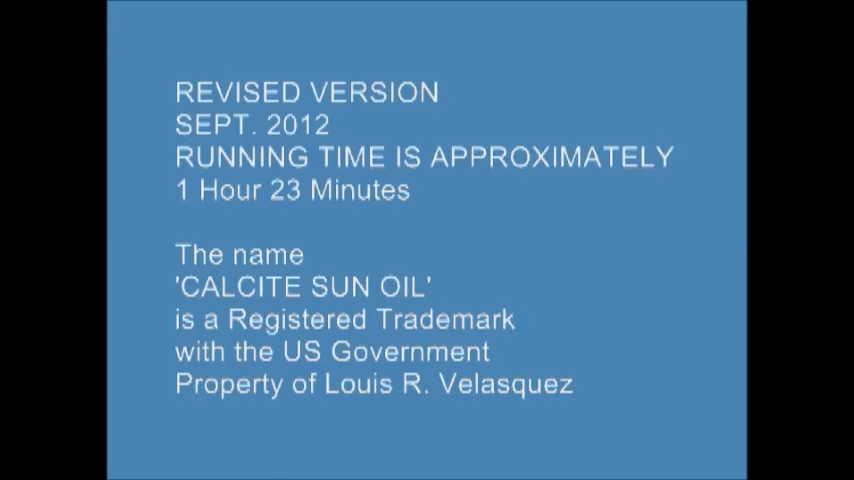 REVISED VERSION
SEPT. 2012
RUNNING TIME IS APPROXIMATELY
1 Hour 23 Minutes
The name
'CALCITE SUN OIL'
is a Registered Trademark
with the US Government
Property of Louis R. Velasquez